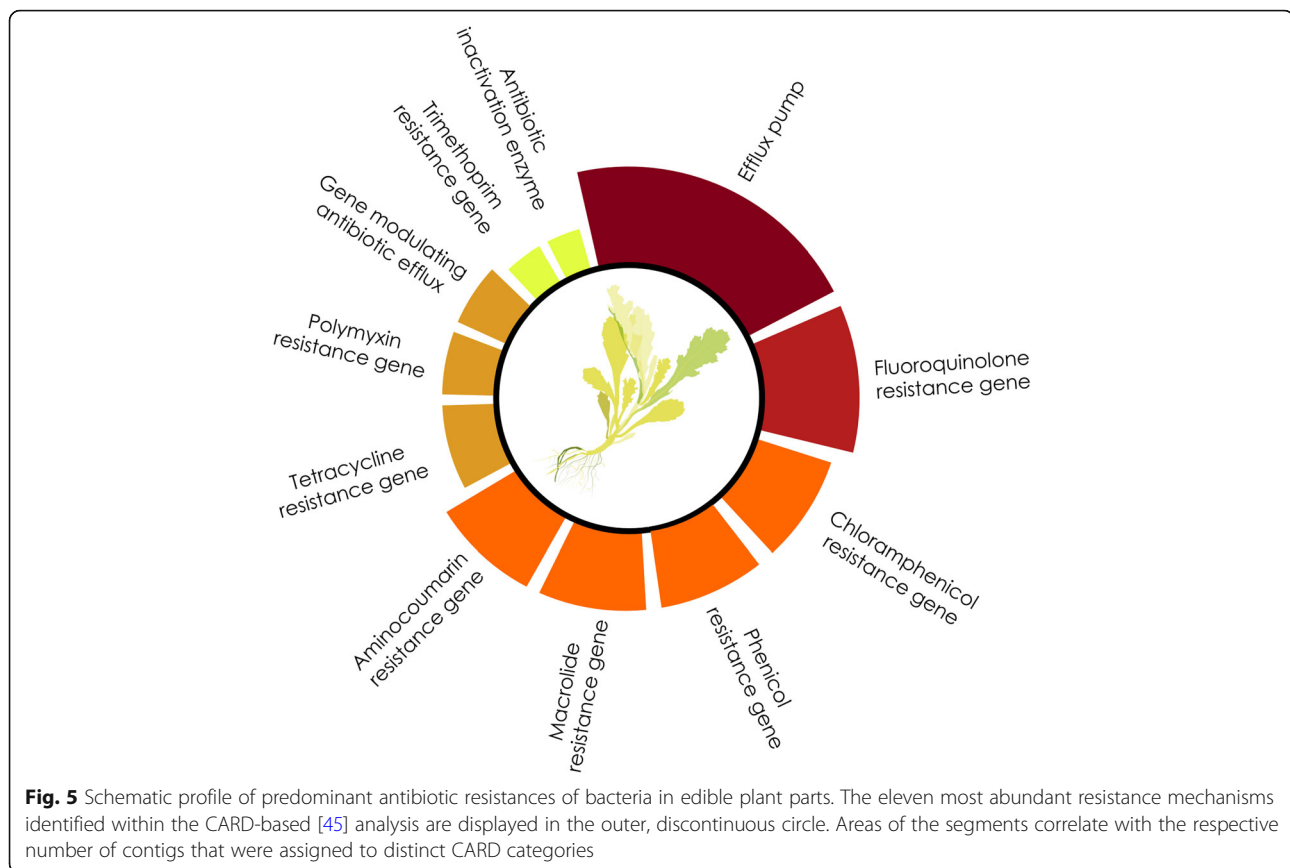 Efflux pump
Fluoroquinolone
resistance gene
Chloramphenicol
resistance gene
Phenicol
resistance gene
Macrolide
resistance gene
Aminocoumarin
resistance gene
Tetracycline
resistance gene
Polymyxin
resistance gene
Gene modulating
antibiotic efflux
Trimethoprim
resistance gene
Antibiotic
inactivation enzyme
Fig. 5 Schematic profile of predominant antibiotic resistances of bacteria in edible plant parts. The eleven most abundant resistance mechanisms
identified within the CARD-based [45] analysis are displayed in the outer, discontinuous circle. Areas of the segments correlate with the respective
number of contigs that were assigned to distinct CARD categories